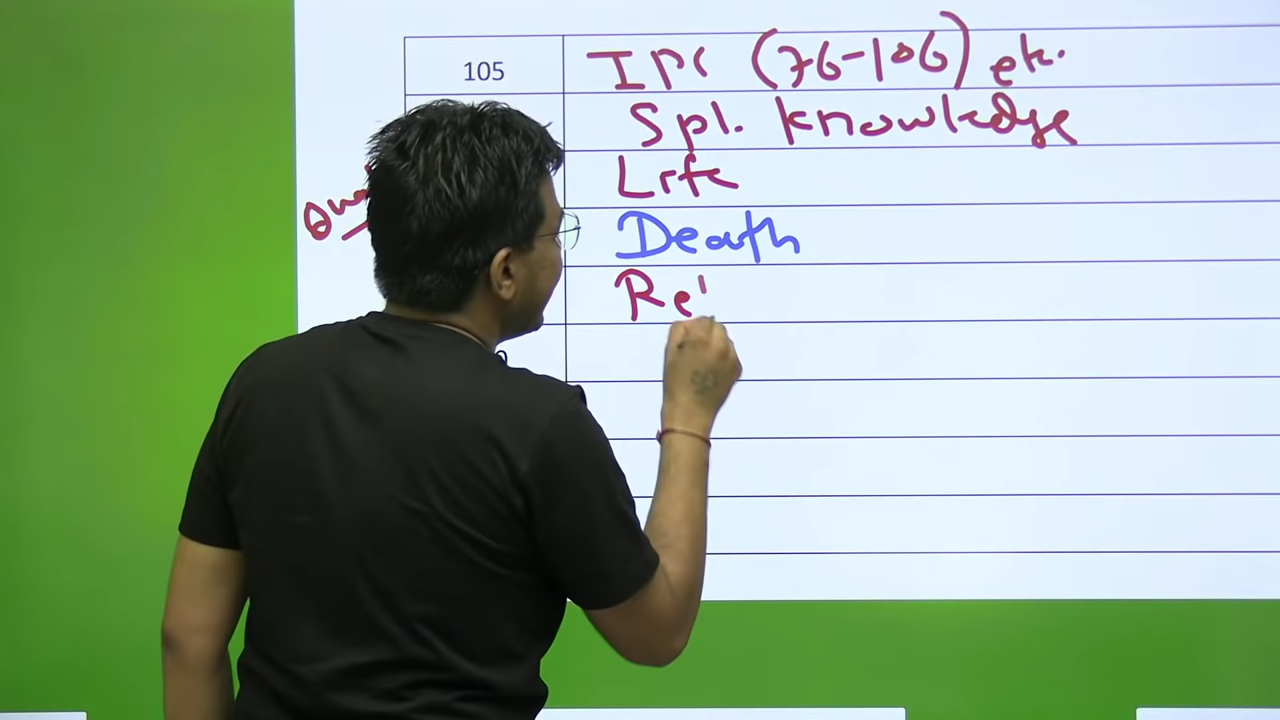 105 IPC (76-106) etc.
Spl. knowledge
Life
Death
Re